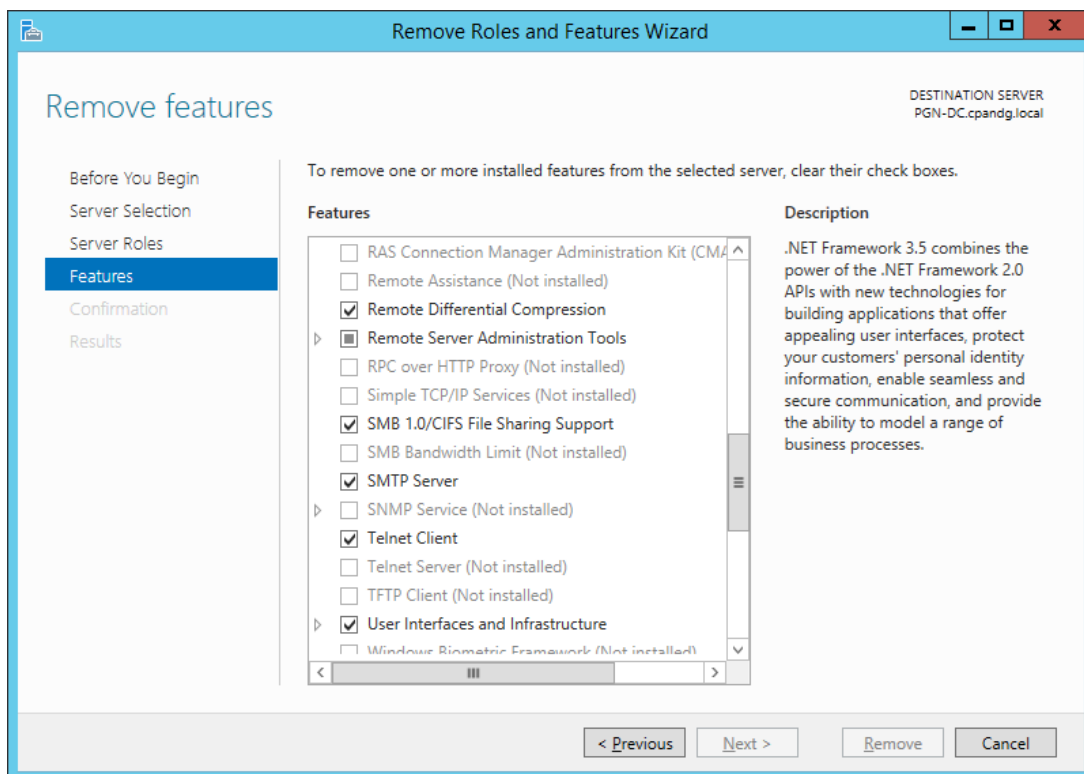 Remove Roles and Features Wizard
Remove features
DESTINATION SERVER
PGN-DC.cpandg.local
Before You Begin
Server Selection
Server Roles
Features
Confirmation
Results
To remove one or more installed features from the selected server, clear their check boxes.
Features
RAS Connection Manager Administration Kit (CMA
Remote Assistance (Not installed)
Remote Differential Compression
Remote Server Administration Tools
RPC over HTTP Proxy (Not installed)
Simple TCP/IP Services (Not installed)
SMB 1.0/CIFS File Sharing Support
SMB Bandwidth Limit (Not installed)
SMTP Server
SNMP Service (Not installed)
Telnet Client
Telnet Server (Not installed)
TFTP Client (Not installed)
User Interfaces and Infrastructure
Windows Biometric Framework (Not installed)
Description
.NET Framework 3.5 combines the
power of the .NET Framework 2.0
APIs with new technologies for
building applications that offer
appealing user interfaces, protect
your customers' personal identity
information, enable seamless and
secure communication, and provide
the ability to model a range of
business processes.
< Previous
Next >
Remove
Cancel